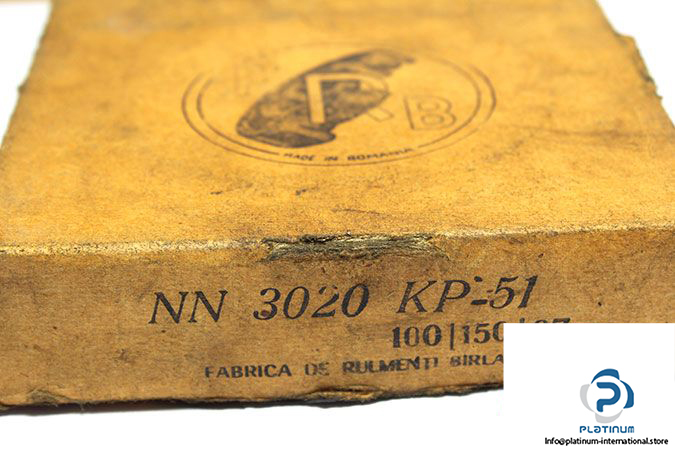 B
MADE IN ROMANIA
NN 3020 KP-51
100|150|
FABRICA DE RULMENTI
PLATINUM
Info@platinum-international.store